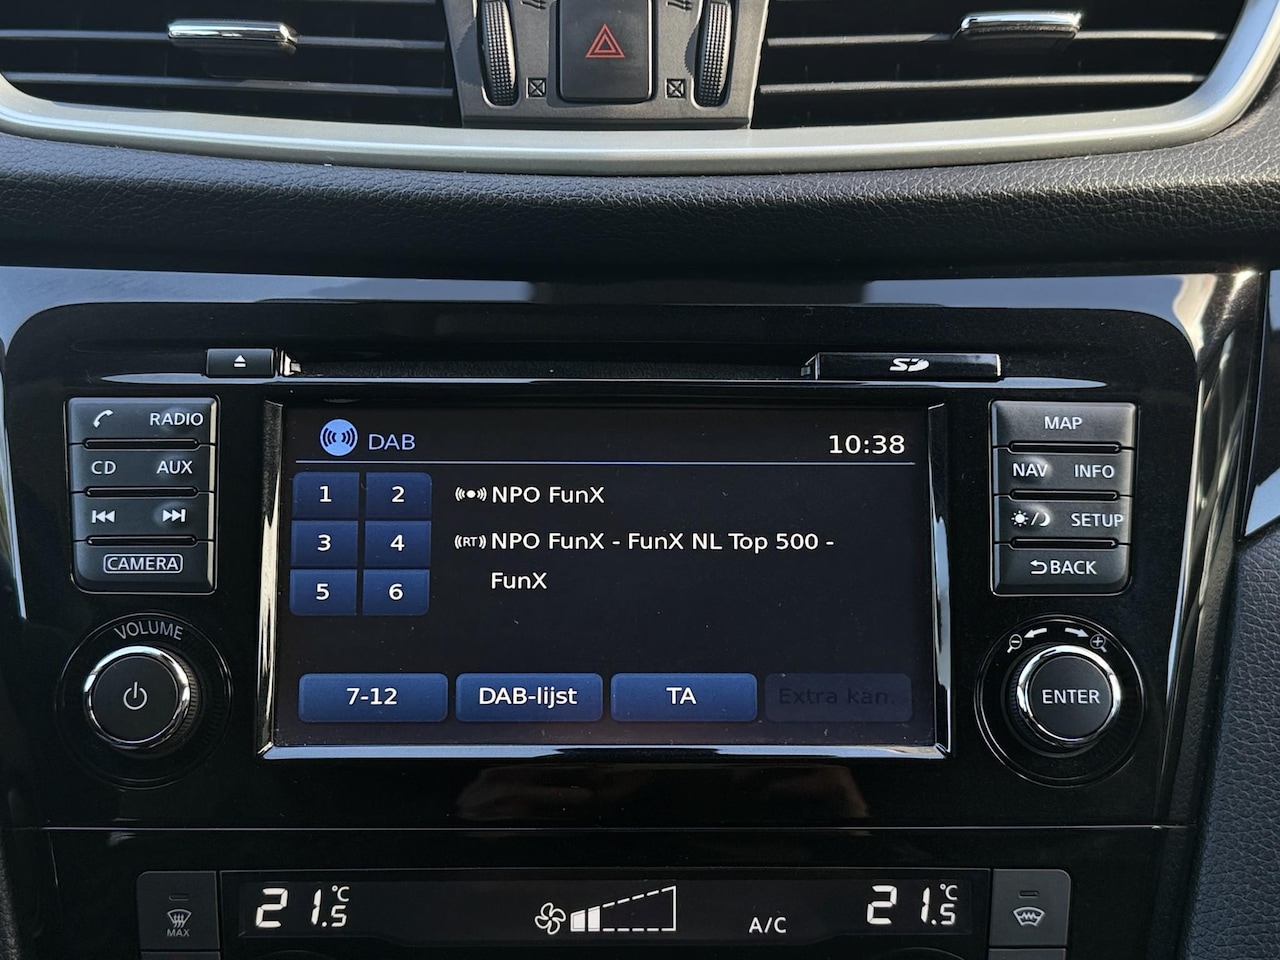 SD
RADIO
CD AUX
CAMERA
VOLUME
DAB 10:38
1 2
3 4
5 6
NPO FunX
(RT) NPO FunX - FunX NL Top 500 -
FunX
7-12 DAB-lijst TA Extra kan.
MAP
NAV INFO
SETUP
BACK
ENTER
MAX
21.5 °C
A/C
21.5 °C